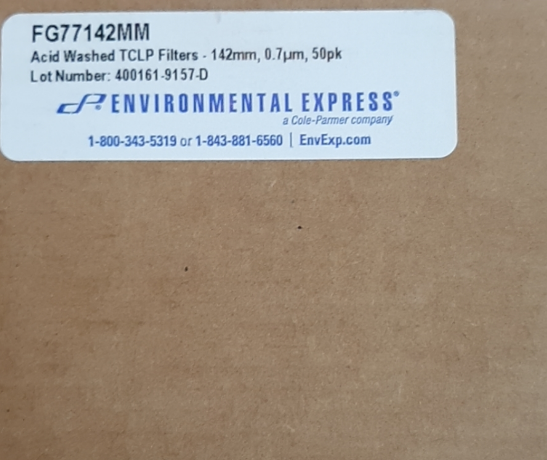 FG77142MM
Acid Washed TCLP Filters - 142mm, 0.7µm, 50pk
Lot Number: 400161-9157-D
ENVIRONMENTAL EXPRESS®
a Cole-Parmer company
1-800-343-5319 or 1-843-881-6560 | EnvExp.com